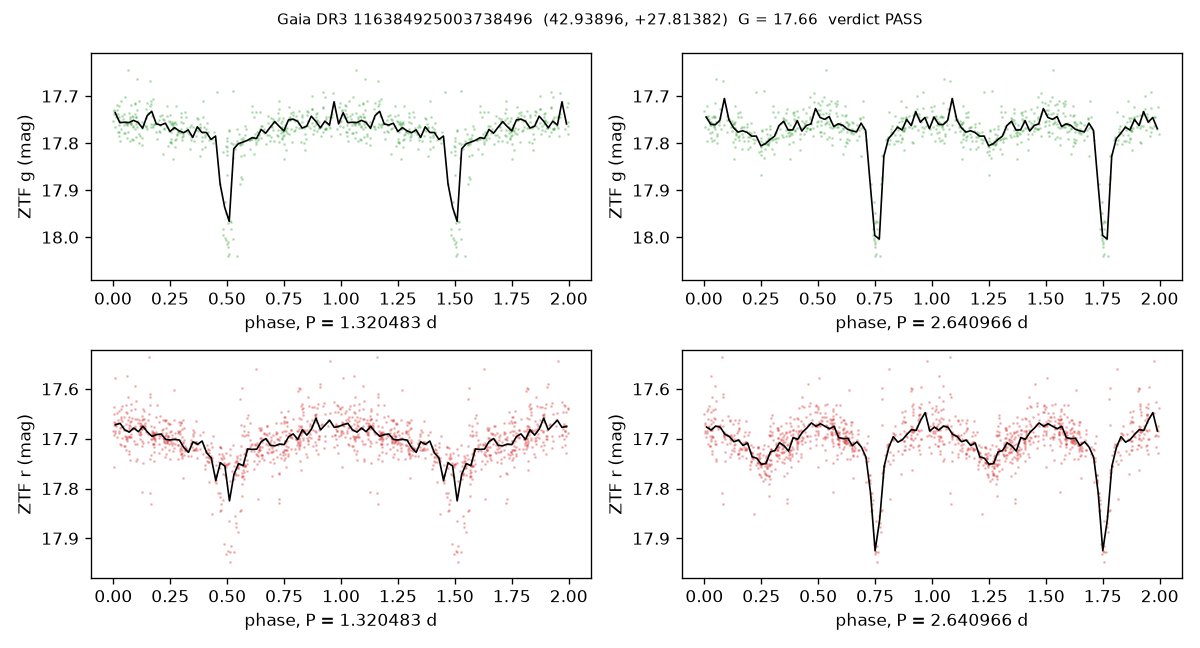 Gaia DR3 116384925003738496  (42.93896, +27.81382)  G = 17.66  verdict PASS
ZTF g (mag)
17.7
17.8
17.9
18.0
0.00 0.25 0.50 0.75 1.00 1.25 1.50 1.75 2.00
phase, P = 1.320483 d
ZTF g (mag)
17.7
17.8
17.9
18.0
0.00 0.25 0.50 0.75 1.00 1.25 1.50 1.75 2.00
phase, P = 2.640966 d
ZTF r (mag)
17.6
17.7
17.8
17.9
0.00 0.25 0.50 0.75 1.00 1.25 1.50 1.75 2.00
phase, P = 1.320483 d
ZTF r (mag)
17.6
17.7
17.8
17.9
0.00 0.25 0.50 0.75 1.00 1.25 1.50 1.75 2.00
phase, P = 2.640966 d